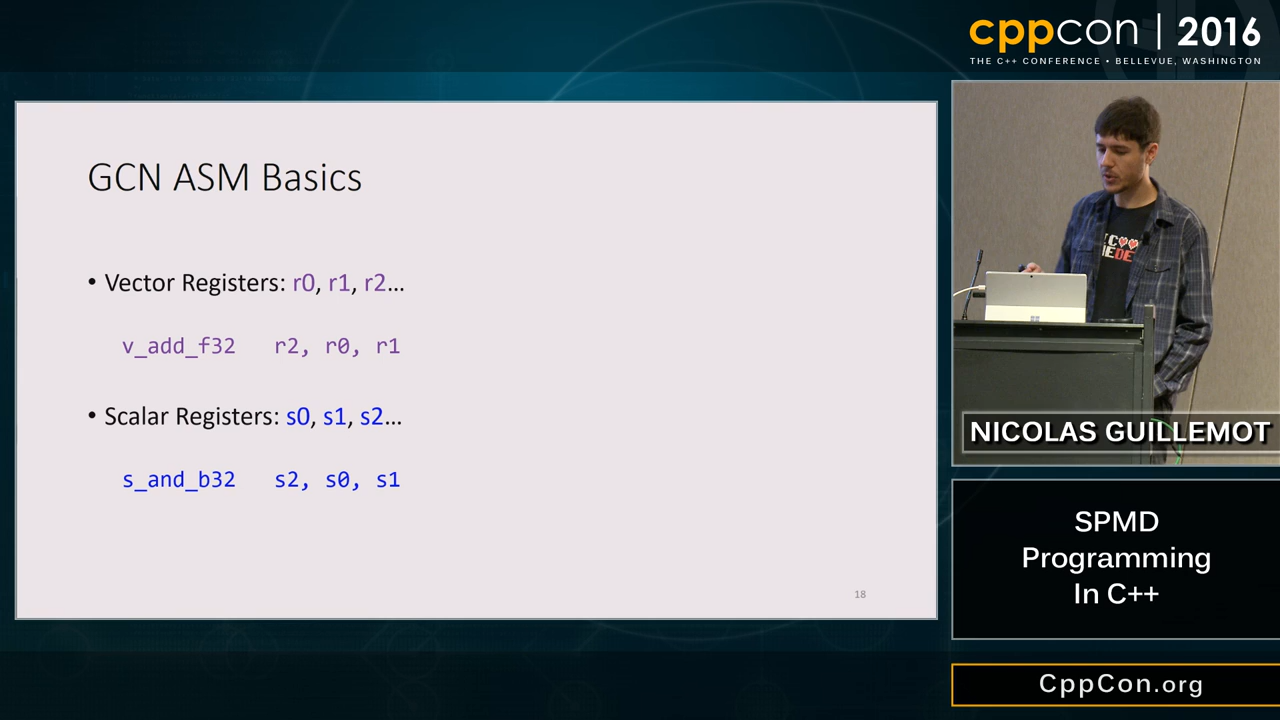 cppcon | 2016
THE C++ CONFERENCE • BELLEVUE, WASHINGTON
GCN ASM Basics
• Vector Registers: r0, r1, r2...
v_add_f32 r2, r0, r1
• Scalar Registers: s0, s1, s2...
s_and_b32 s2, s0, s1
18
NICOLAS GUILLEMOT
SPMD
Programming
In C++
CppCon.org